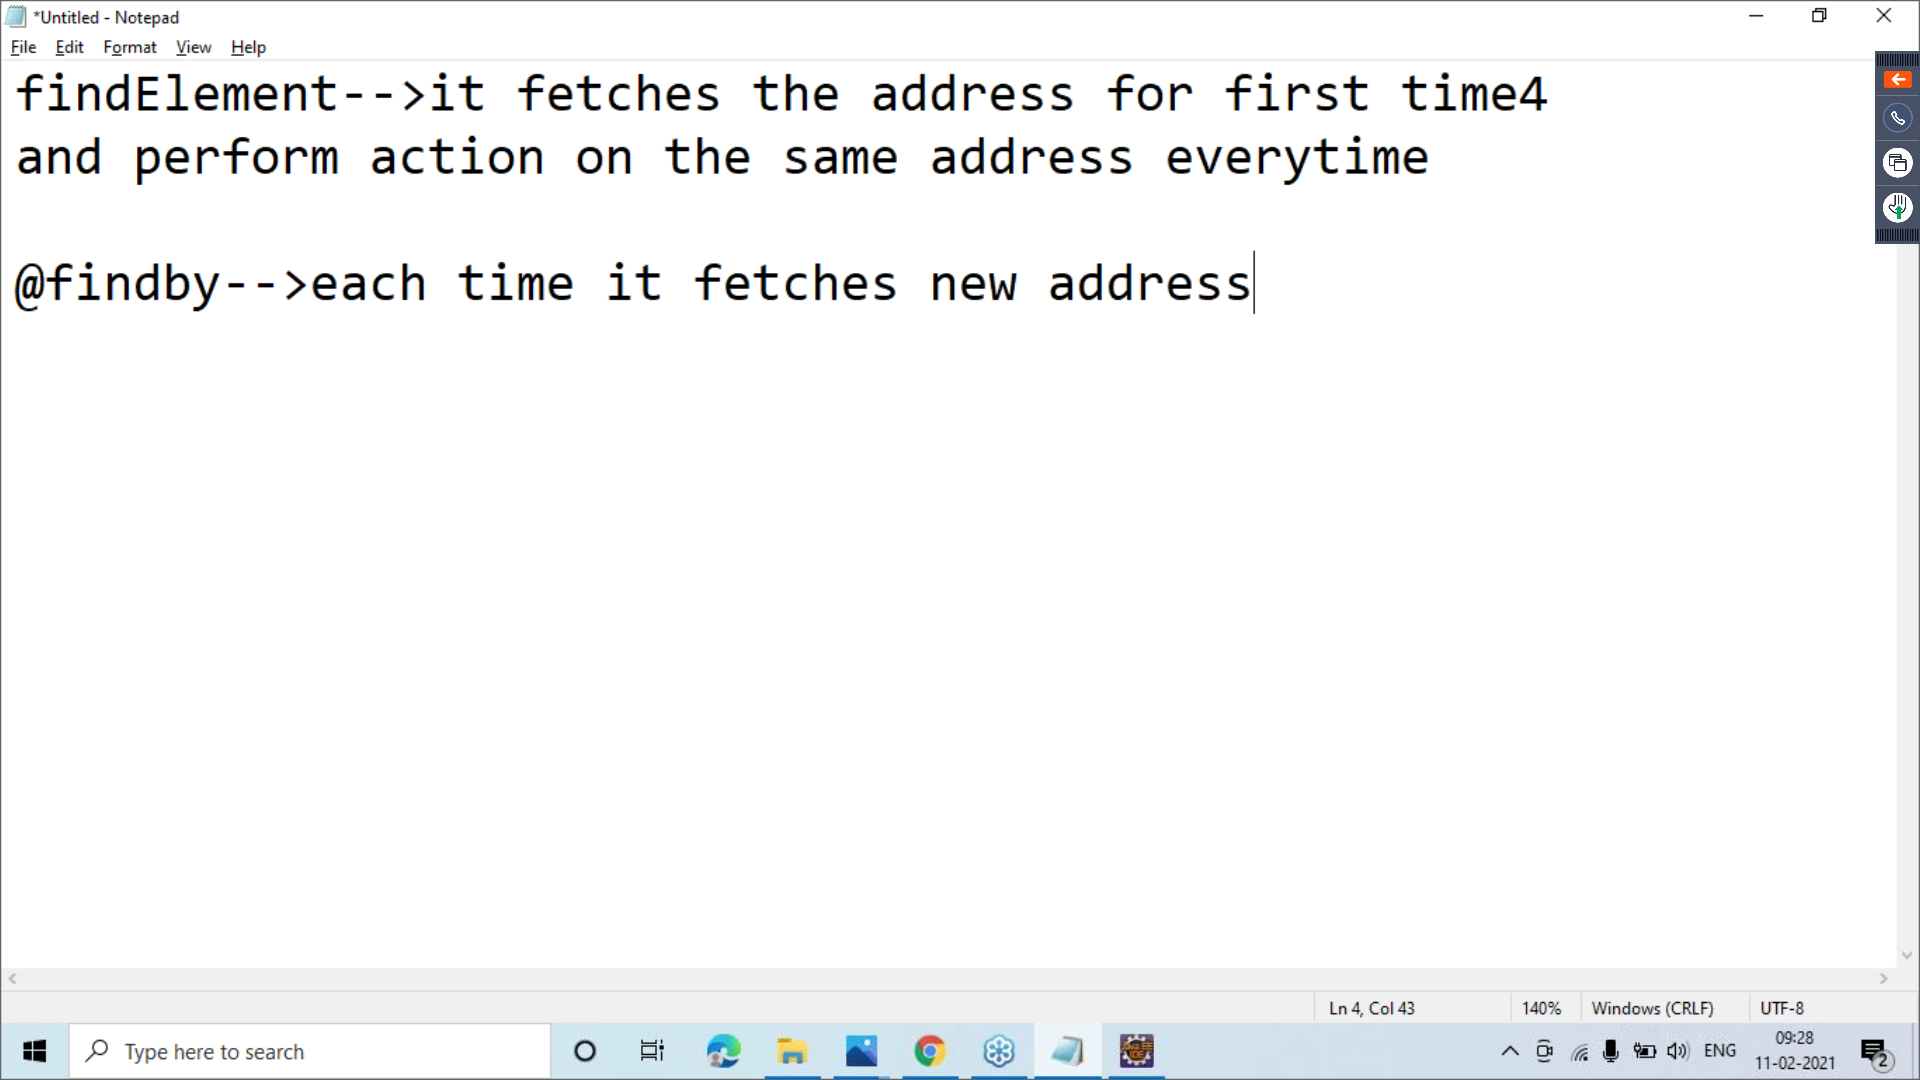 *Untitled - Notepad
File Edit Format View Help
findElement-->it fetches the address for first time4
and perform action on the same address everytime
@findby-->each time it fetches new address
Ln 4, Col 43 140% Windows (CRLF) UTF-8
Type here to search
ENG
09:28
11-02-2021
2